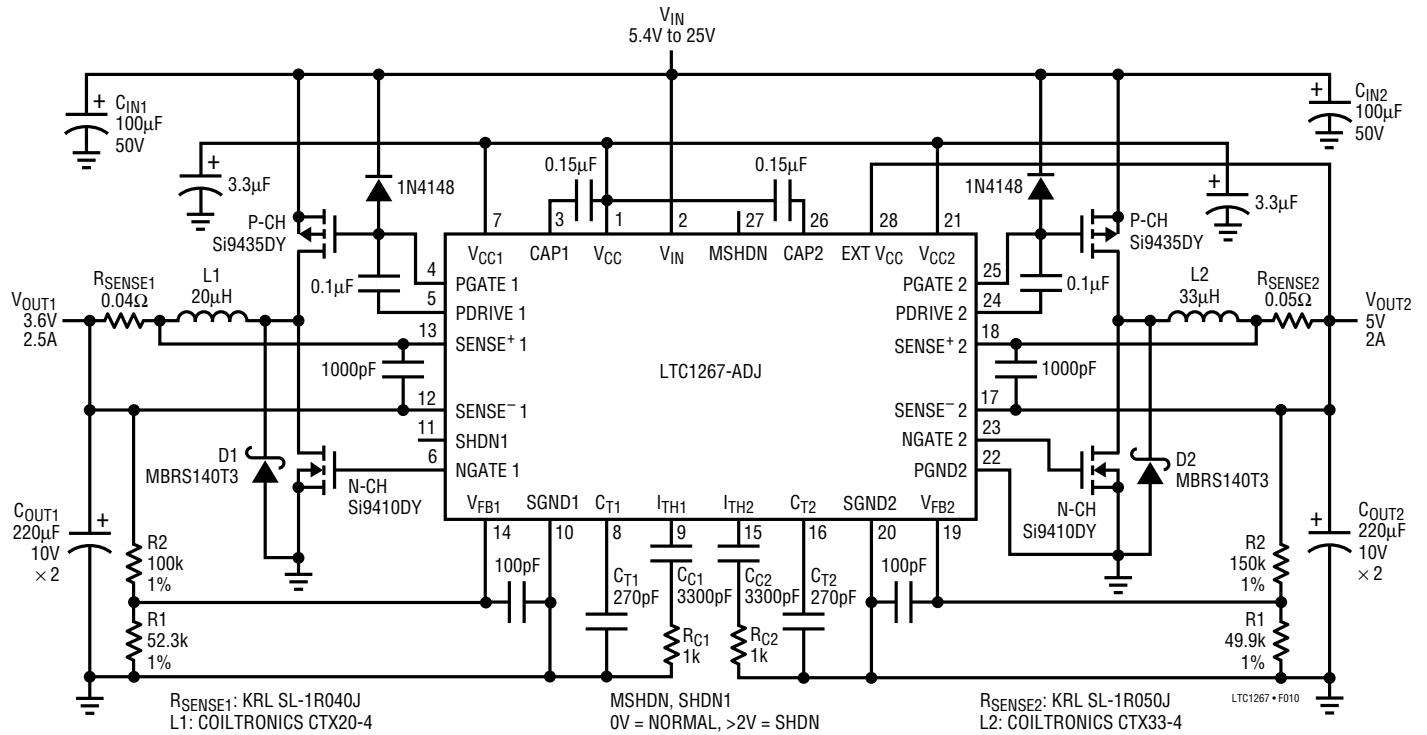 VIN
5.4V to 25V
+
CIN1
100µF
50V
+
CIN2
100µF
50V
+
3.3µF
1N4148
0.15µF
0.15µF
1N4148
+
3.3µF
P-CH
Si9435DY
P-CH
Si9435DY
7
3
1
2
27
26
28
21
VCC1
CAP1
VCC
VIN
MSHDN
CAP2
EXT VCC
VCC2
4
PGATE 1
PGATE 2
25
0.1µF
5
PDRIVE 1
PDRIVE 2
24
0.1µF
VOUT1
3.6V
2.5A
RSENSE1
0.04Ω
L1
20µH
L2
33µH
RSENSE2
0.05Ω
VOUT2
5V
2A
13
SENSE+ 1
SENSE+ 2
18
1000pF
LTC1267-ADJ
1000pF
12
SENSE− 1
SENSE− 2
17
11
SHDN1
NGATE 2
23
6
NGATE 1
PGND2
22
D1
MBRS140T3
N-CH
Si9410DY
N-CH
Si9410DY
D2
MBRS140T3
VFB1
SGND1
CT1
ITH1
ITH2
CT2
SGND2
VFB2
14
10
8
9
15
16
20
19
COUT1
220µF
10V
× 2
+
R2
100k
1%
100pF
CT1
270pF
CC1
3300pF
CC2
3300pF
CT2
270pF
100pF
R2
150k
1%
+
COUT2
220µF
10V
× 2
R1
52.3k
1%
RC1
1k
RC2
1k
R1
49.9k
1%
RSENSE1: KRL SL-1R040J
L1: COILTRONICS CTX20-4
MSHDN, SHDN1
0V = NORMAL, >2V = SHDN
RSENSE2: KRL SL-1R050J
L2: COILTRONICS CTX33-4
LTC1267 • F010